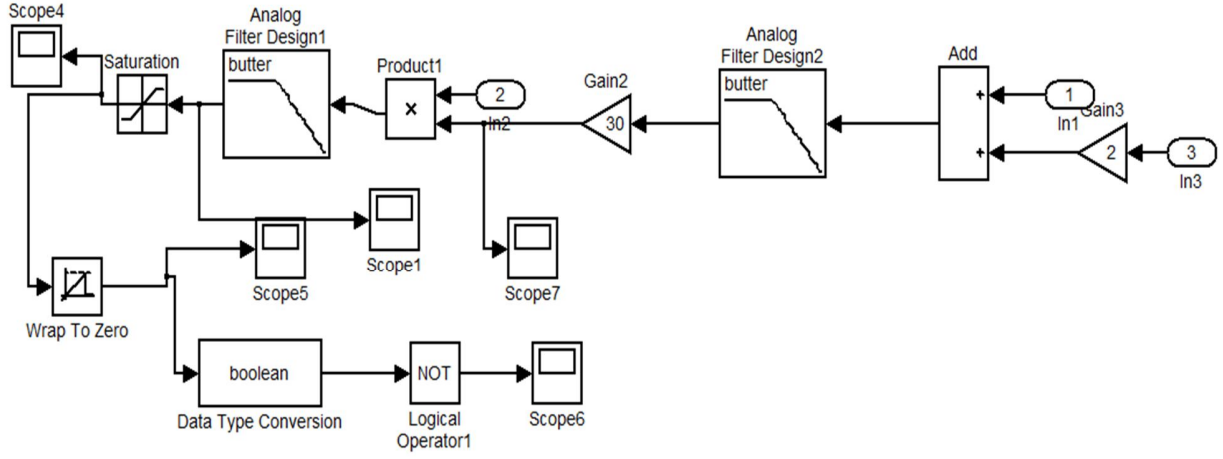 Scope4
Saturation
Analog
Filter Design1
butter
Product1
×
2
In2
Gain2
30
Analog
Filter Design2
butter
Add
+
+
1
In1
Gain3
2
3
In3
Scope1
Scope5
Scope7
Wrap To Zero
boolean
Data Type Conversion
NOT
Logical
Operator1
Scope6